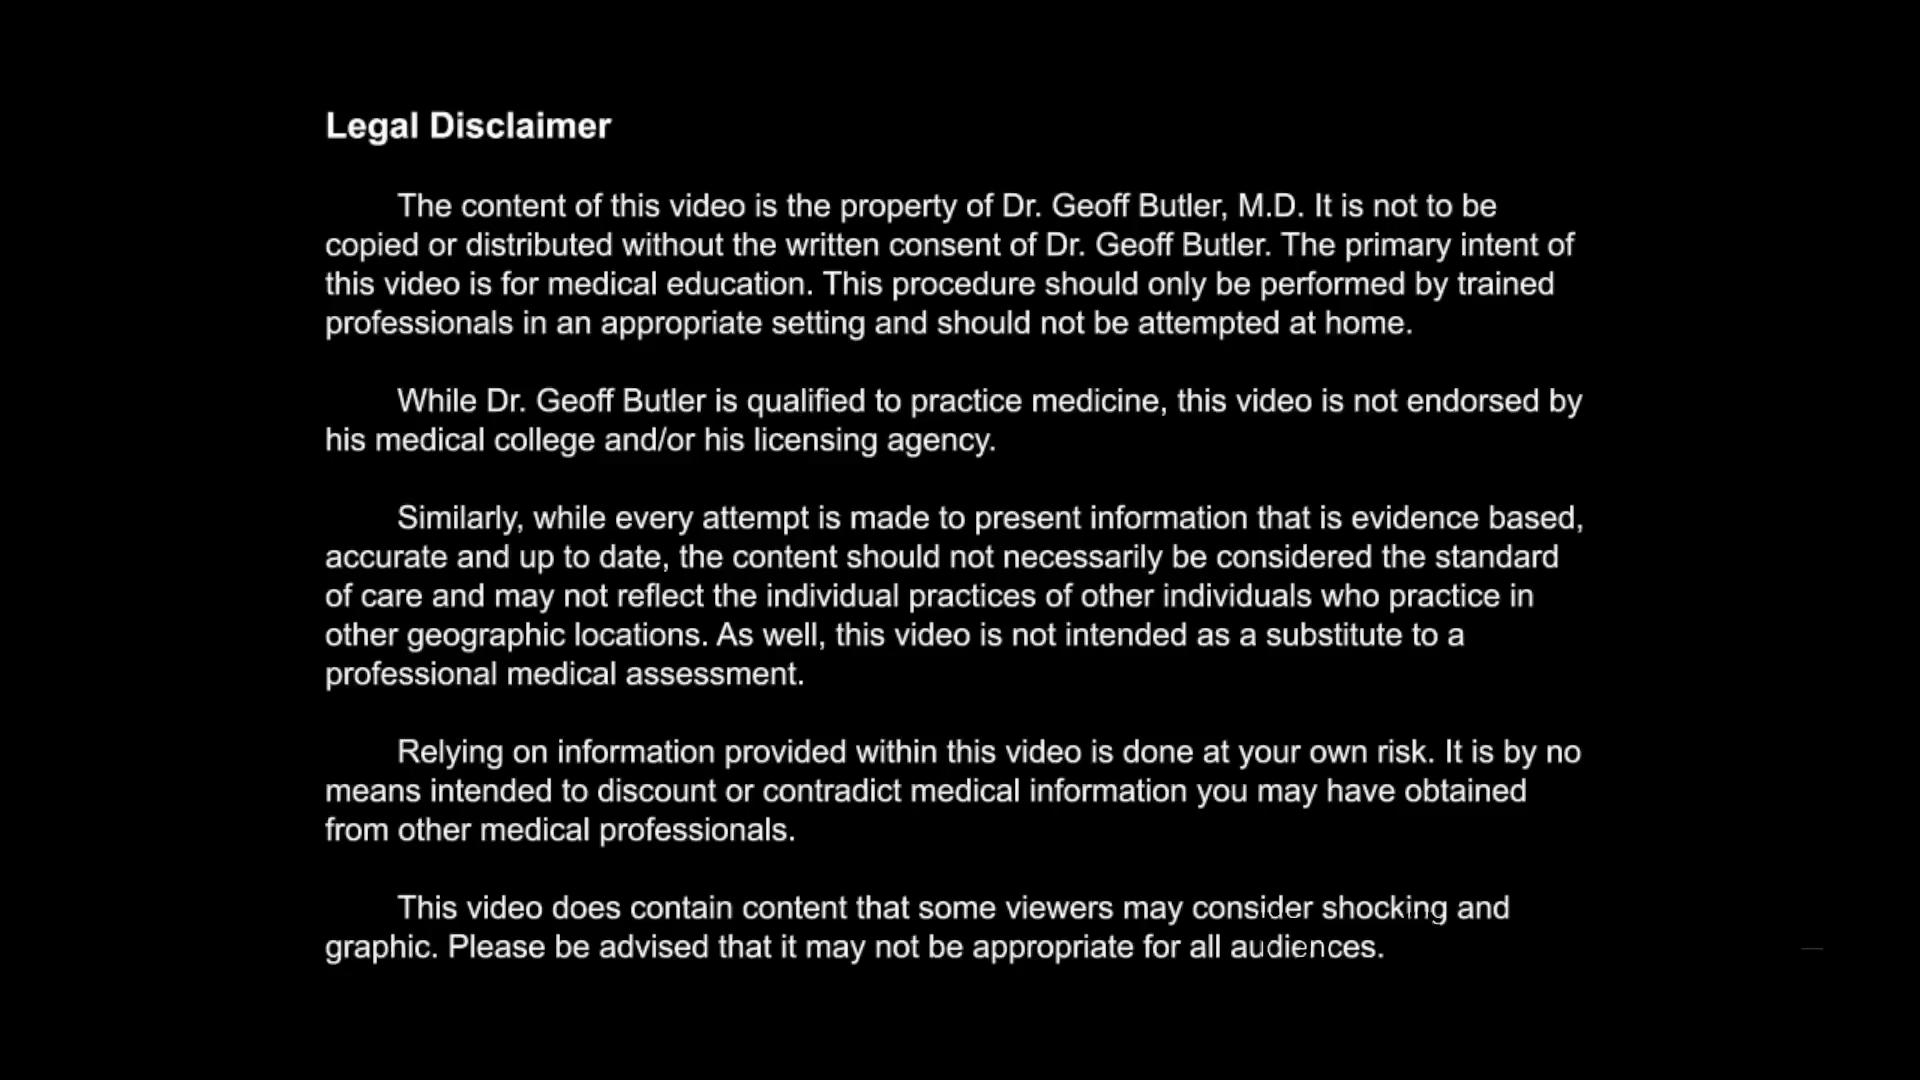 Legal Disclaimer
The content of this video is the property of Dr. Geoff Butler, M.D. It is not to be
copied or distributed without the written consent of Dr. Geoff Butler. The primary intent of
this video is for medical education. This procedure should only be performed by trained
professionals in an appropriate setting and should not be attempted at home.
While Dr. Geoff Butler is qualified to practice medicine, this video is not endorsed by
his medical college and/or his licensing agency.
Similarly, while every attempt is made to present information that is evidence based,
accurate and up to date, the content should not necessarily be considered the standard
of care and may not reflect the individual practices of other individuals who practice in
other geographic locations. As well, this video is not intended as a substitute to a
professional medical assessment.
Relying on information provided within this video is done at your own risk. It is by no
means intended to discount or contradict medical information you may have obtained
from other medical professionals.
This video does contain content that some viewers may consider shocking and
graphic. Please be advised that it may not be appropriate for all audiences.